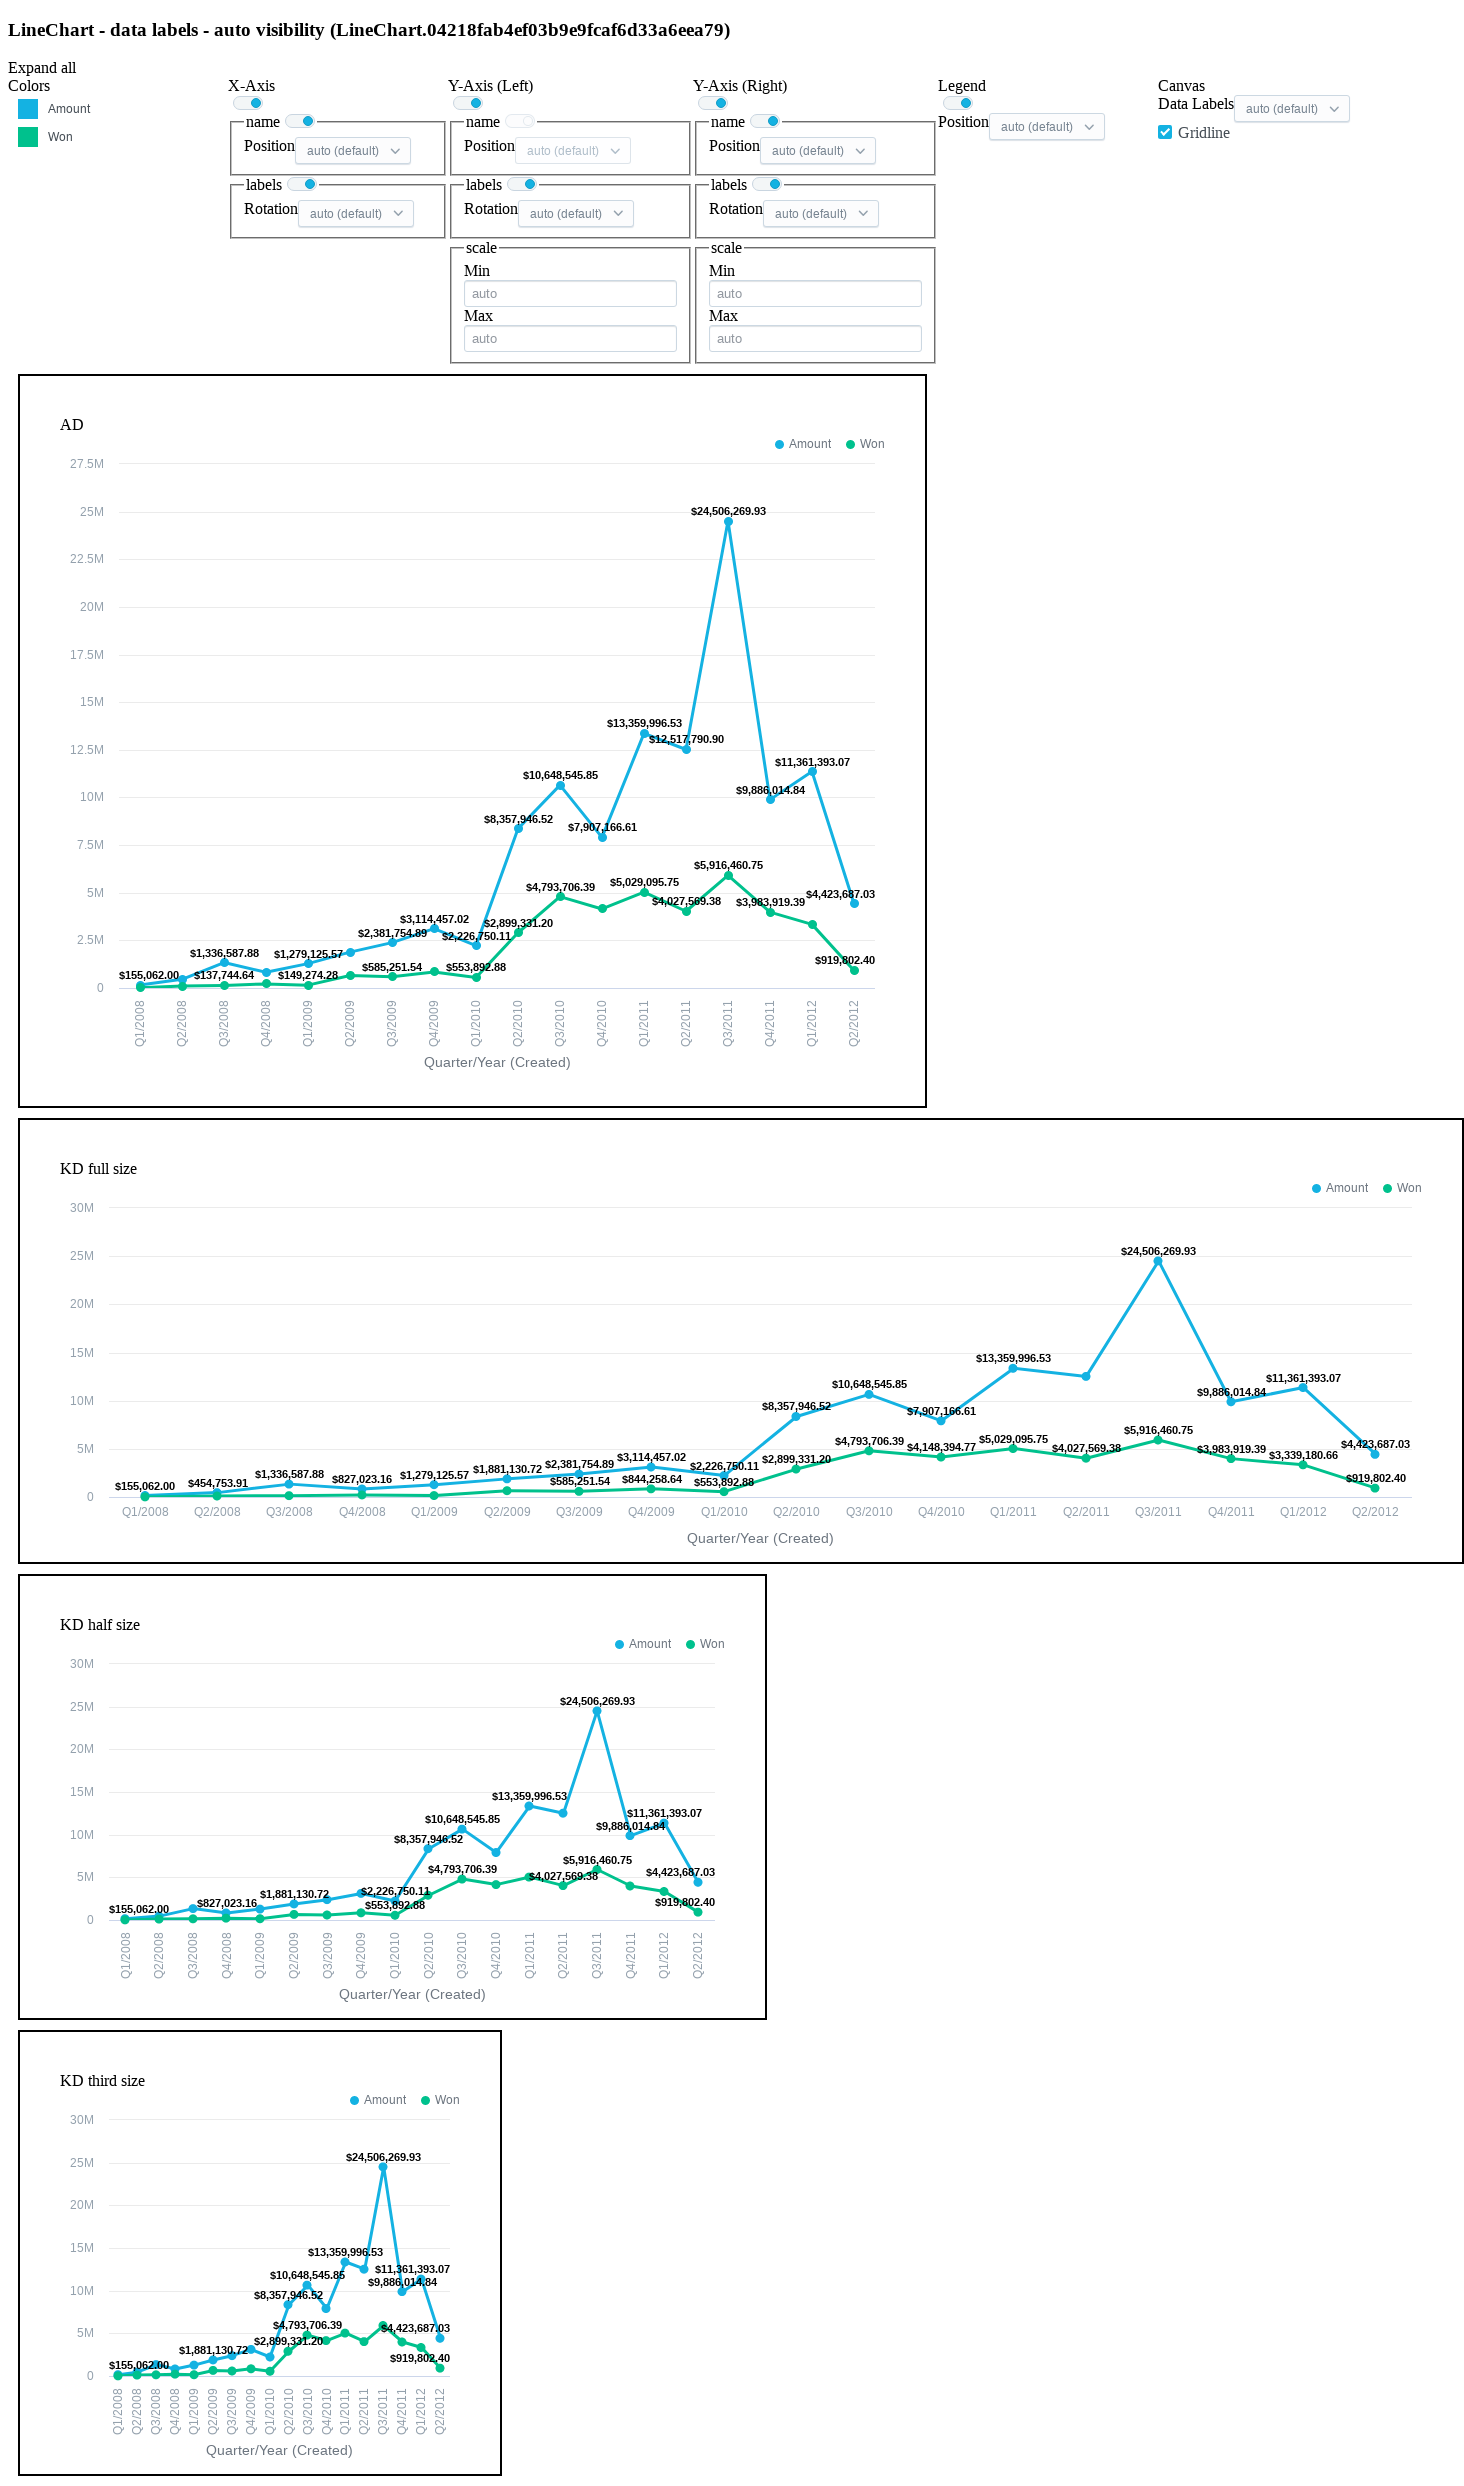 LineChart - data labels - auto visibility (LineChart.04218fab4ef03b9e9fcaf6d33a6eea79)
Expand all
Colors
Amount
Won
X-Axis
name
Position auto (default)
labels
Rotation auto (default)
Y-Axis (Left)
name
Position auto (default)
labels
Rotation auto (default)
scale
Min
auto
Max
auto
Y-Axis (Right)
name
Position auto (default)
labels
Rotation auto (default)
scale
Min
auto
Max
auto
Legend
Position auto (default)
Canvas
Data Labels auto (default)
Gridline
AD
Amount Won
27.5M
25M
22.5M
20M
17.5M
15M
12.5M
10M
7.5M
5M
2.5M
0
$24,506,269.93
$13,359,996.53
$12,517,790.90
$11,361,393.07
$10,648,545.85
$9,886,014.84
$8,357,946.52
$7,907,166.61
$5,916,460.75
$5,029,095.75
$4,793,706.39
$4,423,687.03
$4,027,569.38
$3,983,919.39
$3,114,457.02
$2,899,331.20
$2,381,754.89
$2,226,750.11
$1,336,587.88
$1,279,125.57
$919,802.40
$585,251.54
$553,892.88
$155,062.00
$137,744.64
$149,274.28
Q1/2008 Q2/2008 Q3/2008 Q4/2008 Q1/2009 Q2/2009 Q3/2009 Q4/2009 Q1/2010 Q2/2010 Q3/2010 Q4/2010 Q1/2011 Q2/2011 Q3/2011 Q4/2011 Q1/2012 Q2/2012
Quarter/Year (Created)
KD full size
Amount Won
30M
25M
20M
15M
10M
5M
0
$24,506,269.93
$13,359,996.53
$11,361,393.07
$10,648,545.85
$9,886,014.84
$8,357,946.52
$7,907,166.61
$5,916,460.75
$5,029,095.75
$4,793,706.39
$4,148,394.77
$4,027,569.38
$4,423,687.03
$3,983,919.39
$3,339,180.66
$3,114,457.02
$2,899,331.20
$2,381,754.89
$2,226,750.11
$1,881,130.72
$1,336,587.88
$1,279,125.57
$827,023.16
$919,802.40
$844,258.64
$585,251.54
$553,892.88
$454,753.91
$155,062.00
Q1/2008 Q2/2008 Q3/2008 Q4/2008 Q1/2009 Q2/2009 Q3/2009 Q4/2009 Q1/2010 Q2/2010 Q3/2010 Q4/2010 Q1/2011 Q2/2011 Q3/2011 Q4/2011 Q1/2012 Q2/2012
Quarter/Year (Created)
KD half size
Amount Won
30M
25M
20M
15M
10M
5M
0
$24,506,269.93
$13,359,996.53
$11,361,393.07
$10,648,545.85
$9,886,014.84
$8,357,946.52
$5,916,460.75
$4,793,706.39
$4,423,687.03
$4,027,569.38
$2,226,750.11
$1,881,130.72
$919,802.40
$827,023.16
$553,892.88
$155,062.00
Q1/2008 Q2/2008 Q3/2008 Q4/2008 Q1/2009 Q2/2009 Q3/2009 Q4/2009 Q1/2010 Q2/2010 Q3/2010 Q4/2010 Q1/2011 Q2/2011 Q3/2011 Q4/2011 Q1/2012 Q2/2012
Quarter/Year (Created)
KD third size
Amount Won
30M
25M
20M
15M
10M
5M
0
$24,506,269.93
$13,359,996.53
$11,361,393.07
$10,648,545.85
$9,886,014.84
$8,357,946.52
$4,793,706.39
$4,423,687.03
$2,899,331.20
$1,881,130.72
$919,802.40
$155,062.00
Q1/2008 Q2/2008 Q3/2008 Q4/2008 Q1/2009 Q2/2009 Q3/2009 Q4/2009 Q1/2010 Q2/2010 Q3/2010 Q4/2010 Q1/2011 Q2/2011 Q3/2011 Q4/2011 Q1/2012 Q2/2012
Quarter/Year (Created)